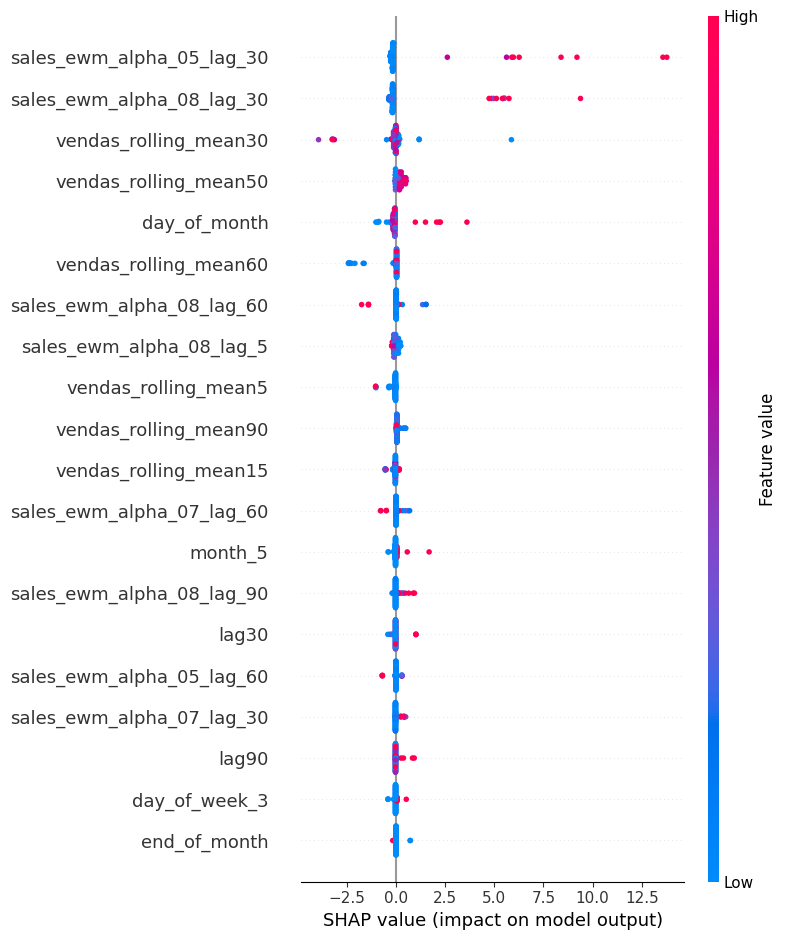 High
sales_ewm_alpha_05_lag_30
sales_ewm_alpha_08_lag_30
vendas_rolling_mean30
vendas_rolling_mean50
day_of_month
vendas_rolling_mean60
sales_ewm_alpha_08_lag_60
sales_ewm_alpha_08_lag_5
vendas_rolling_mean5
vendas_rolling_mean90
vendas_rolling_mean15
sales_ewm_alpha_07_lag_60
month_5
sales_ewm_alpha_08_lag_90
lag30
sales_ewm_alpha_05_lag_60
sales_ewm_alpha_07_lag_30
lag90
day_of_week_3
end_of_month
Feature value
Low
−2.5 0.0 2.5 5.0 7.5 10.0 12.5
SHAP value (impact on model output)